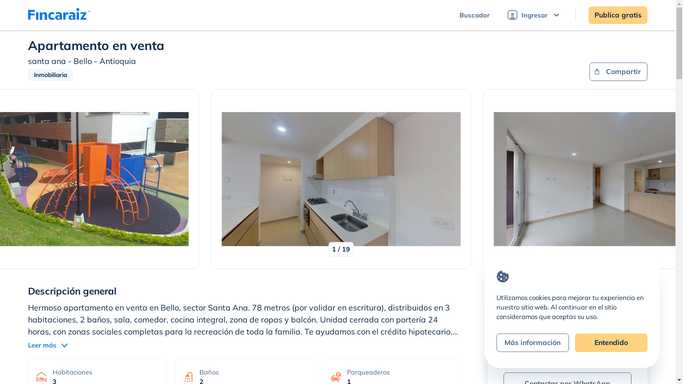 Fincaraiz
Buscador
Ingresar
Publica gratis
Apartamento en venta
santa ana - Bello - Antioquia
Inmobiliaria
Compartir
1 / 19
Descripción general
Hermoso apartamento en venta en Bello, sector Santa Ana. 78 metros (por validar en escritura), distribuidos en 3
habitaciones, 2 baños, sala, comedor, cocina integral, zona de ropas y balcón. Unidad cerrada con portería 24
horas, con zonas sociales completas para la recreación de toda la familia. Te ayudamos con el crédito hipotecario,...
Leer más
Habitaciones
3
Baños
2
Parqueaderos
1
Utilizamos cookies para mejorar tu experiencia en
nuestro sitio web. Al continuar en el sitio
consideramos que aceptas su uso.
Más información
Entendido
Contactar por WhatsApp